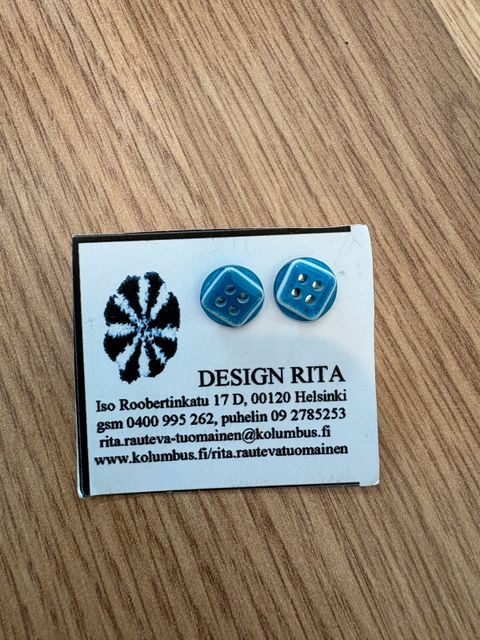 DESIGN RITA
Iso Roobertinkatu 17 D, 00120 Helsinki
gsm 0400 995 262, puhelin 09 2785253
rita.rauteva-tuomainen@kolumbus.fi
www.kolumbus.fi/rita.rautevatuomainen